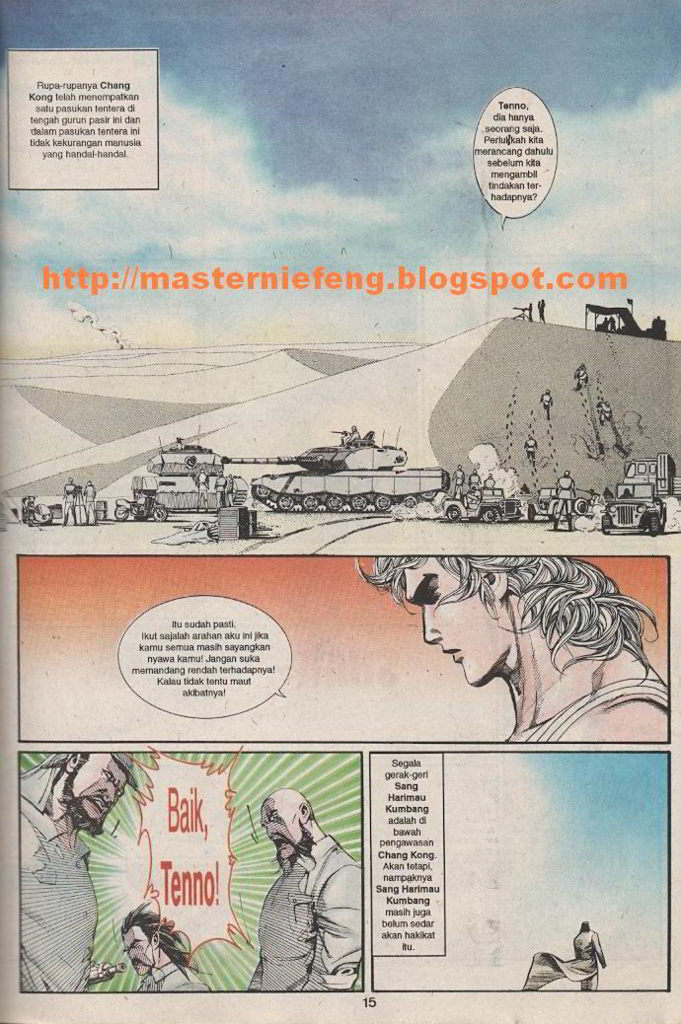 Rupa-rupanya Chang
Kong telah menempatkan
satu pasukan tentera di
tengah gurun pasir ini dan
dalam pasukan tentera ini
tidak kekurangan manusia
yang handal-handal.
Tenno,
dia hanya
seorang saja.
Perlukah kita
merancang dahulu
sebelum kita
mengambil
tindakan ter-
hadapnya?
http://masterniefeng.blogspot.com
Itu sudah pasti.
Ikut sajalah arahan aku ini jika
kamu semua masih sayangkan
nyawa kamu! Jangan suka
memandang rendah terhadapnya!
Kalau tidak tentu maut
akibatnya!
Baik,
Tenno!
Segala
gerak-geri
Sang
Harimau
Kumbang
adalah di
bawah
pengawasan
Chang Kong.
Akan tetapi,
nampaknya
Sang Harimau
Kumbang
masih juga
belum sedar
akan hakikat
itu.
15